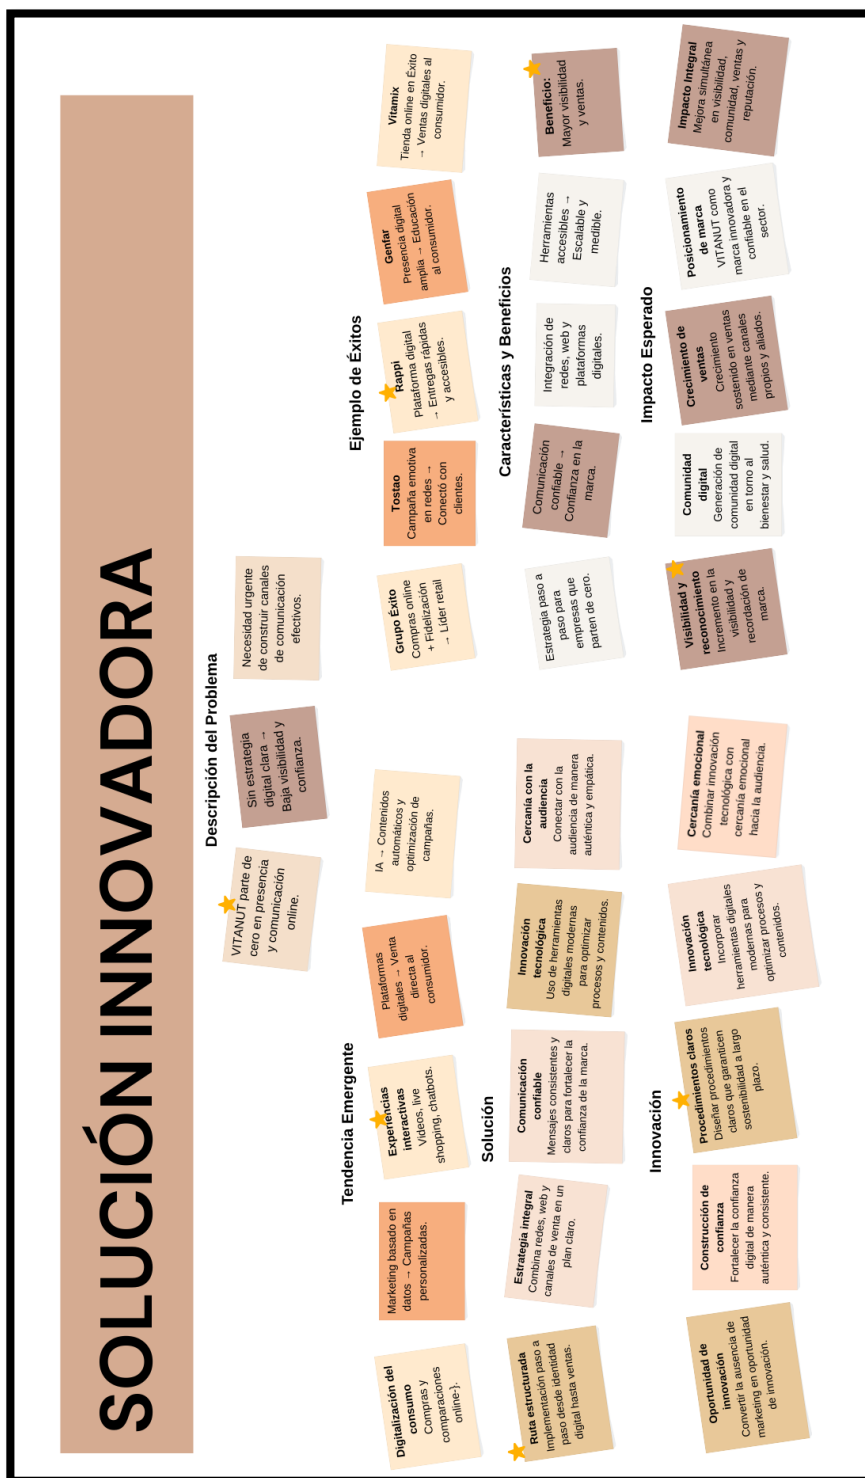 SOLUCIÓN INNOVADORA
Descripción del Problema
VITANUT parte de
cero en presencia
y comunicación
online.
Sin estrategia
digital clara →
Baja visibilidad y
confianza.
Necesidad urgente
de construir canales
de comunicación
efectivos.
Tendencia Emergente
Digitalización del
consumo
Compras y
comparaciones
online-}.
Marketing basado en
datos → Campañas
personalizadas.
Experiencias
interactivas
Vídeos, live
shopping, chatbots.
Plataformas
digitales → Venta
directa al
consumidor.
IA → Contenidos
automáticos y
optimización de
campañas.
Ejemplo de Éxitos
Grupo Éxito
Compras online
+ Fidelización
→ Líder retail
Tostao
Campaña emotiva
en redes →
Conectó con
clientes.
Rappi
Plataforma digital
→ Entregas rápidas
y accesibles.
Genfar
Presencia digital
amplia → Educación
al consumidor.
Vitamix
Tienda online en Éxito
→ Ventas digitales al
consumidor.
Solución
Ruta estructurada
Implementación paso a
paso desde identidad
digital hasta ventas.
Estrategia integral
Combina redes, web y
canales de venta en un
plan claro.
Comunicación
confiable
Mensajes consistentes y
claros para fortalecer la
confianza de la marca.
Innovación
tecnológica
Uso de herramientas
digitales modernas
para optimizar
procesos y contenidos.
Cercanía con la
audiencia
Conectar con la
audiencia de manera
auténtica y empática.
Características y Beneficios
Estrategia paso a
paso para
empresas que
parten de cero.
Comunicación
confiable →
Confianza en la
marca.
Integración de
redes, web y
plataformas
digitales.
Herramientas
accesibles →
Escalable y
medible.
Beneficio:
Mayor visibilidad
y ventas.
Innovación
Oportunidad de
innovación
Convertir la ausencia de
marketing en oportunidad
de innovación.
Construcción de
confianza
Fortalecer la confianza
digital de manera
auténtica y consistente.
Procedimientos claros
Diseñar procedimientos
claros que garanticen
sostenibilidad a largo
plazo.
Innovación
tecnológica
Incorporar
herramientas digitales
modernas para
optimizar procesos y
contenidos.
Cercanía emocional
Combinar innovación
tecnológica con
cercanía emocional
hacia la audiencia.
Impacto Esperado
Visibilidad y
reconocimiento
Incremento en la
visibilidad y
recordación de
marca.
Comunidad
digital
Generación de
comunidad digital
en torno al
bienestar y salud.
Crecimiento de
ventas
Crecimiento
sostenido en ventas
mediante canales
propios y aliados.
Posicionamiento
de marca
VITANUT como
marca innovadora y
confiable en el
sector.
Impacto Integral
Mejora simultánea
en visibilidad,
comunidad, ventas y
reputación.